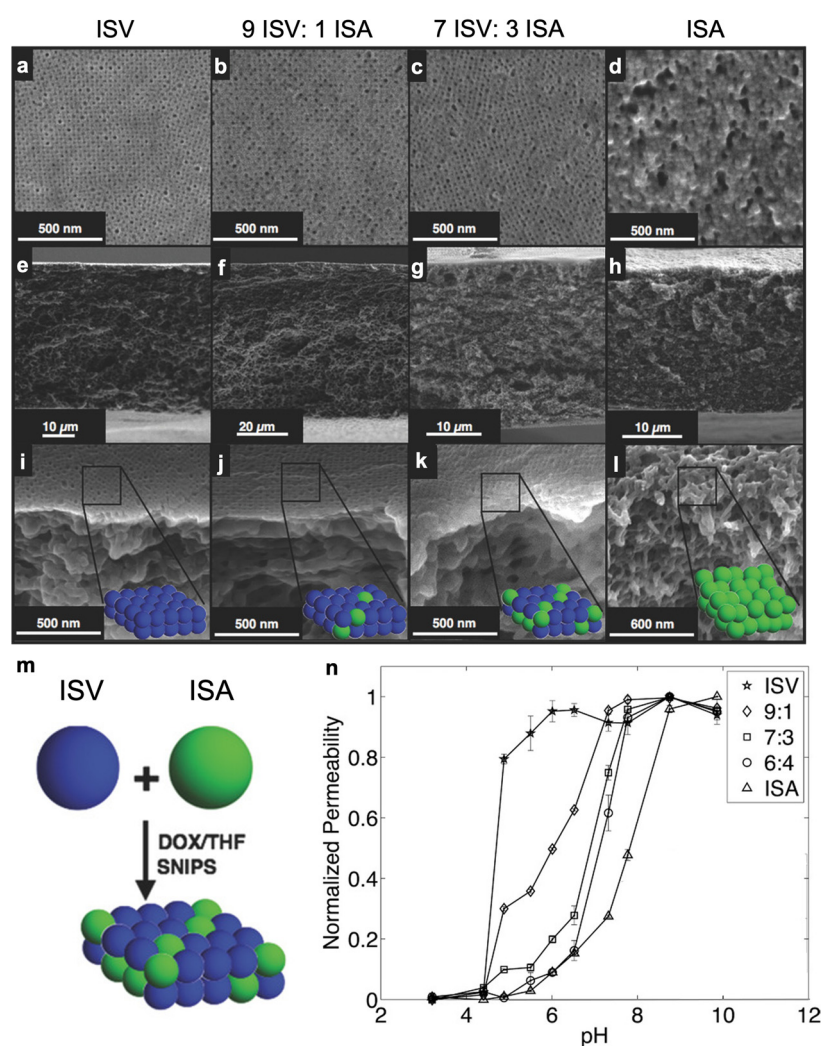 ISV 9 ISV: 1 ISA 7 ISV: 3 ISA ISA
a b c d
500 nm 500 nm 500 nm 500 nm
e f g h
10 µm 20 µm 10 µm 10 µm
i j k l
500 nm 500 nm 500 nm 600 nm
m
ISV ISA
+
DOX/THF
SNIPS
n
Normalized Permeability
1
0.8
0.6
0.4
0.2
0
2 4 6 8 10 12
pH
ISV
9:1
7:3
6:4
ISA